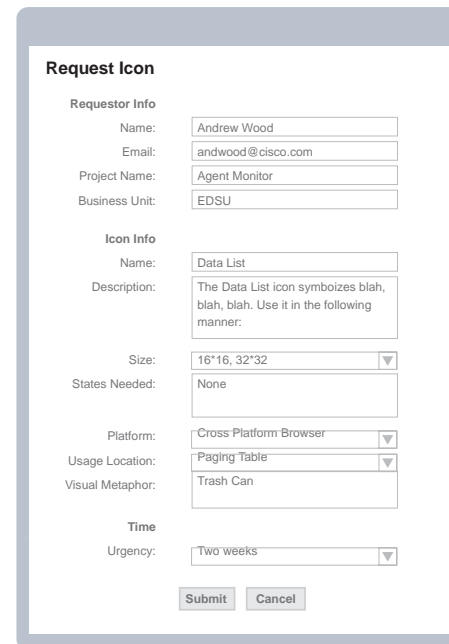 Request Icon
Requestor Info
Name: Andrew Wood
Email: andwood@cisco.com
Project Name: Agent Monitor
Business Unit: EDSU
Icon Info
Name: Data List
Description: The Data List icon symboizes blah,
blah, blah. Use it in the following
manner:
Size: 16*16, 32*32
States Needed: None
Platform: Cross Platform Browser
Usage Location: Paging Table
Visual Metaphor: Trash Can
Time
Urgency: Two weeks
Submit Cancel